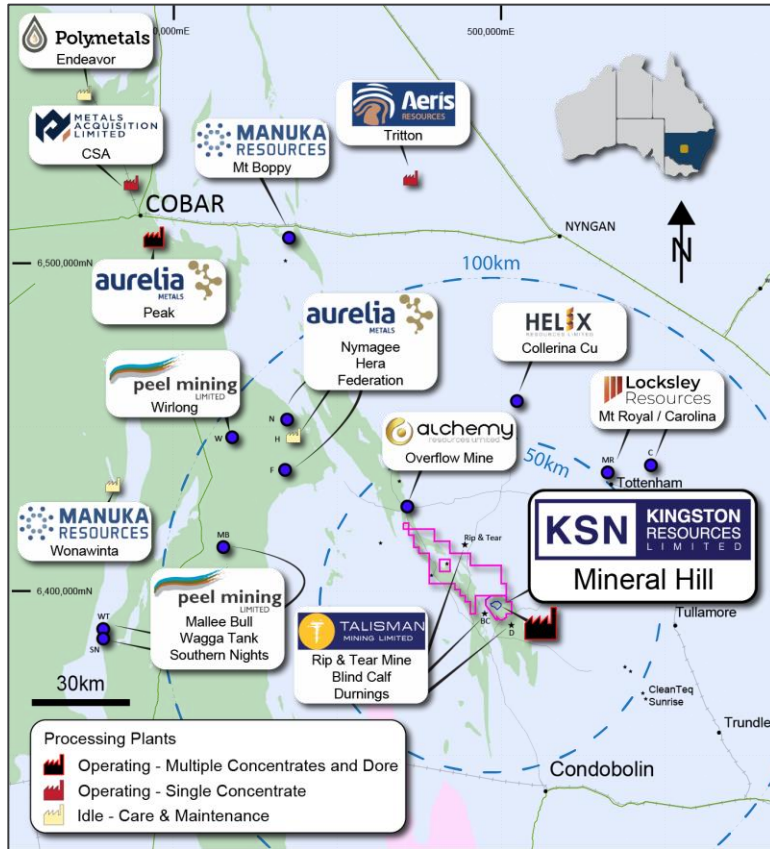 Polymetals
Endeavor
00,000mE
500,000mE
METALS
ACQUISITION
LIMITED
CSA
MANUKA
RESOURCES
Mt Boppy
Aeris
RESOURCES
Tritton
COBAR
NYNGAN
N
6,500,000mN
100km
aurelia
METALS
Peak
aurelia
METALS
Nymagee
Hera
Federation
HELIX
RESOURCES LIMITED
Collerina Cu
peel mining
LIMITED
Wirlong
Locksley
Resources
Mt Royal / Carolina
N
W
H
F
alchemy
resources limited
Overflow Mine
50km
MR
C
Tottenham
MANUKA
RESOURCES
Wonawinta
KSN
KINGSTON
RESOURCES
LIMITED
Mineral Hill
MB
Rip & Tear
6,400,000mN
peel mining
LIMITED
Mallee Bull
Wagga Tank
Southern Nights
WT
SN
TALISMAN
MINING LIMITED
Rip & Tear Mine
Blind Calf
Durnings
BC
D
Tullamore
30km
CleanTeq
Sunrise
Trundle
Condobolin
Processing Plants
Operating - Multiple Concentrates and Dore
Operating - Single Concentrate
Idle - Care & Maintenance